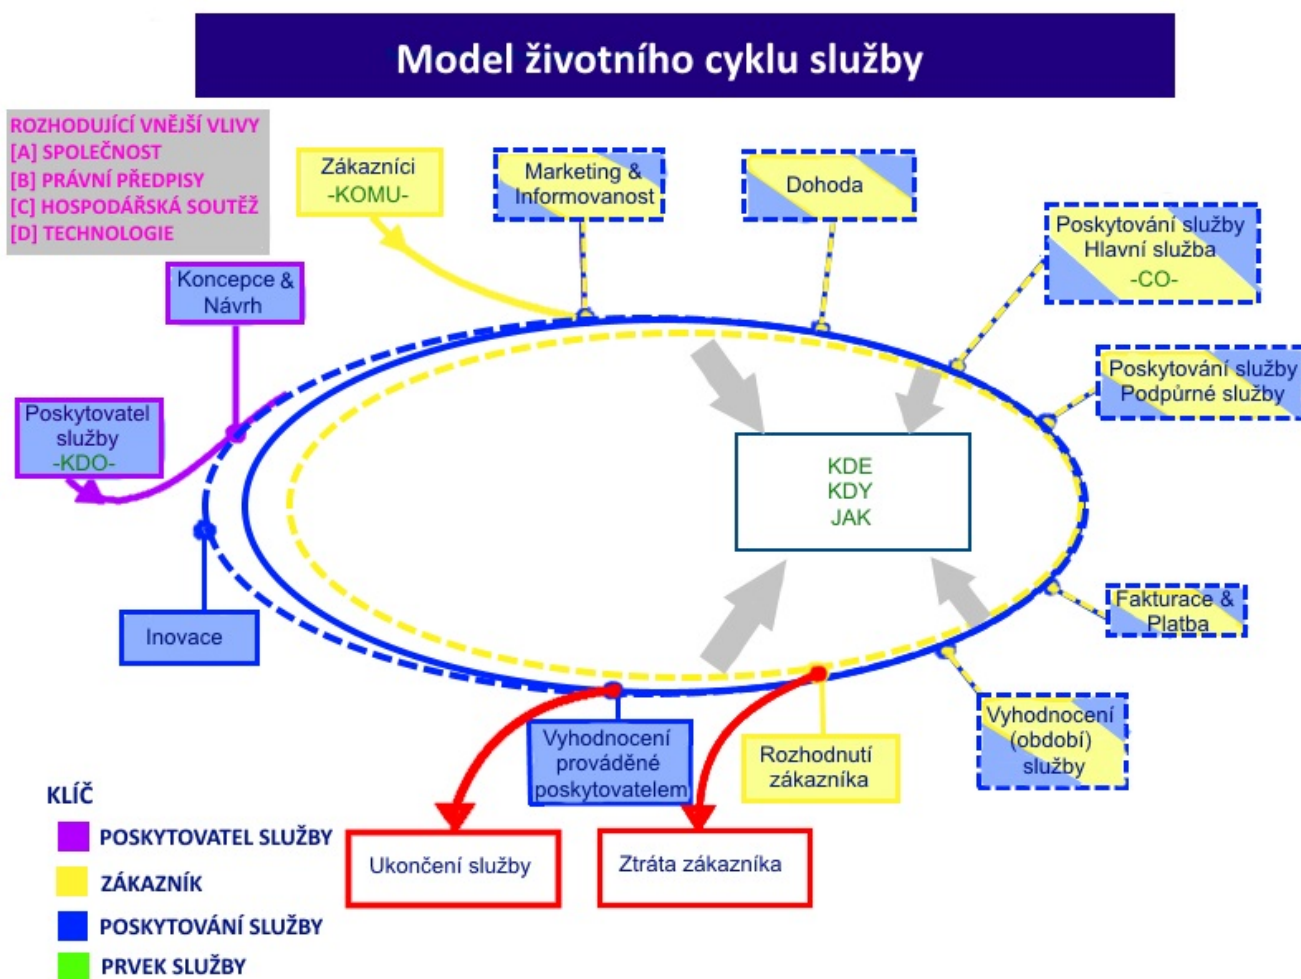 Model životního cyklu služby
ROZHODUJÍCÍ VNĚJŠÍ VLIVY
[A] SPOLEČNOST
[B] PRÁVNÍ PŘEDPISY
[C] HOSPODÁŘSKÁ SOUTĚŽ
[D] TECHNOLOGIE
Zákazníci
-KOMU-
Marketing &
Informovanost
Dohoda
Poskytování služby
Hlavní služba
-CO-
Koncepce &
Návrh
Poskytování služby
Podpůrné služby
Poskytovatel
služby
-KDO-
KDE
KDY
JAK
Inovace
Fakturace &
Platba
Vyhodnocení
(období)
služby
Vyhodnocení
prováděné
poskytovatelem
Rozhodnutí
zákazníka
Ukončení služby
Ztráta zákazníka
KLÍČ
POSKYTOVATEL SLUŽBY
ZÁKAZNÍK
POSKYTOVÁNÍ SLUŽBY
PRVEK SLUŽBY